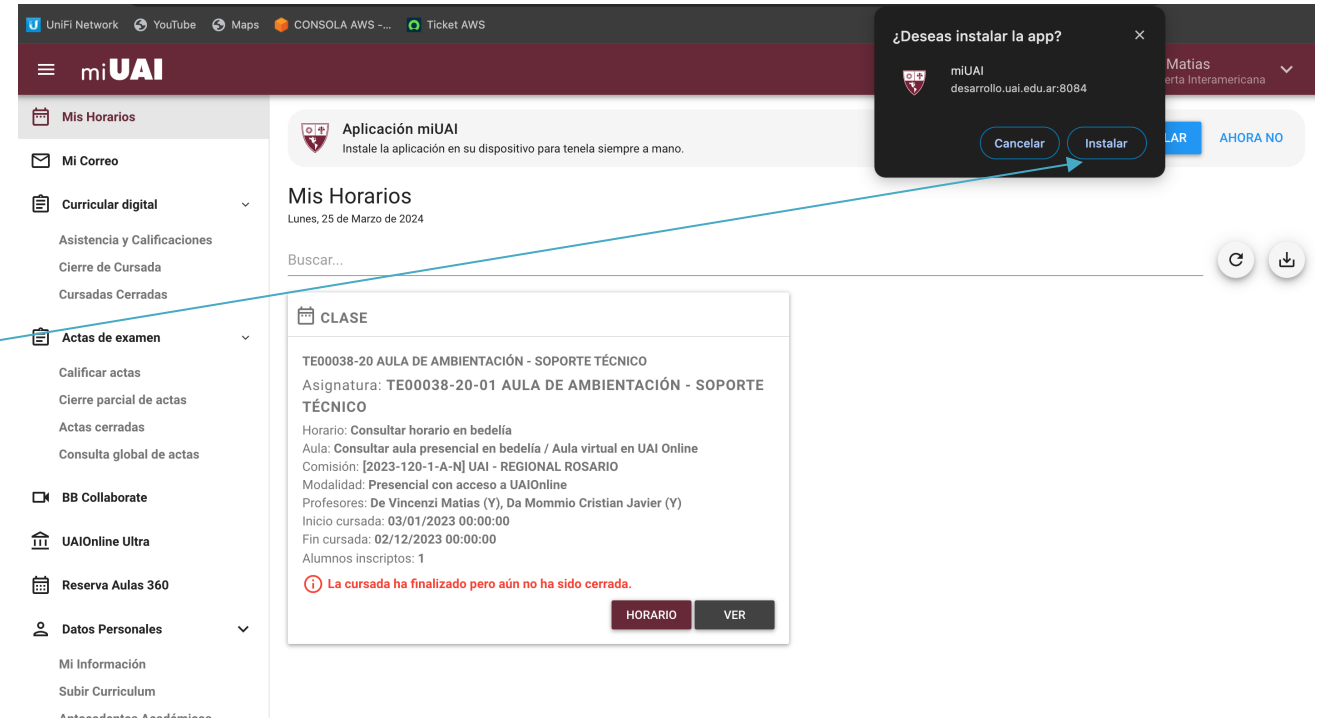 UniFi Network YouTube Maps CONSOLA AWS -... Ticket AWS
¿Deseas instalar la app?
miUAI
desarrollo.uai.edu.ar:8084
Cancelar Instalar
miUAI
Matias
erta Interamericana
Mis Horarios
Mi Correo
Curricular digital
Asistencia y Calificaciones
Cierre de Cursada
Cursadas Cerradas
Actas de examen
Calificar actas
Cierre parcial de actas
Actas cerradas
Consulta global de actas
BB Collaborate
UAIOnline Ultra
Reserva Aulas 360
Datos Personales
Mi Información
Subir Curriculum
Antecedentes Académicos
Aplicación miUAI
Instale la aplicación en su dispositivo para tenela siempre a mano.
LAR AHORA NO
Mis Horarios
Lunes, 25 de Marzo de 2024
Buscar...
CLASE
TE00038-20 AULA DE AMBIENTACIÓN - SOPORTE TÉCNICO
Asignatura: TE00038-20-01 AULA DE AMBIENTACIÓN - SOPORTE
TÉCNICO
Horario: Consultar horario en bedelía
Aula: Consultar aula presencial en bedelía / Aula virtual en UAI Online
Comisión: [2023-120-1-A-N] UAI - REGIONAL ROSARIO
Modalidad: Presencial con acceso a UAIOnline
Profesores: De Vincenzi Matias (Y), Da Mommio Cristian Javier (Y)
Inicio cursada: 03/01/2023 00:00:00
Fin cursada: 02/12/2023 00:00:00
Alumnos inscriptos: 1
La cursada ha finalizado pero aún no ha sido cerrada.
HORARIO VER